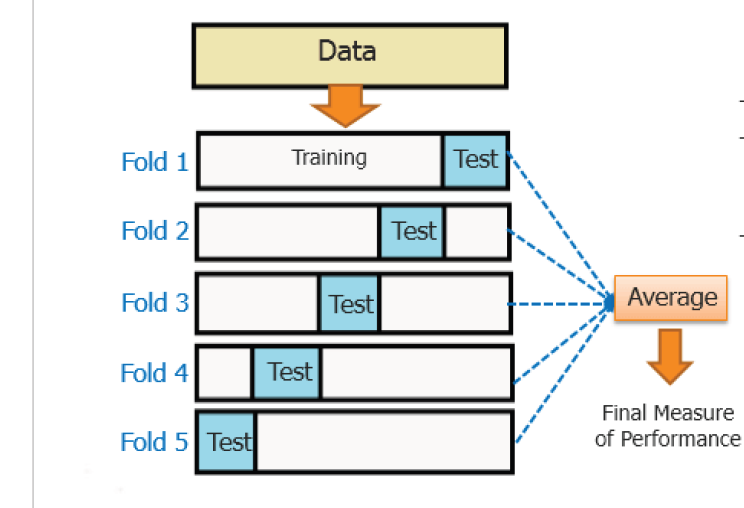 Data
Fold 1
Training
Test
Fold 2
Test
Fold 3
Test
Fold 4
Test
Fold 5
Test
Average
Final Measure
of Performance